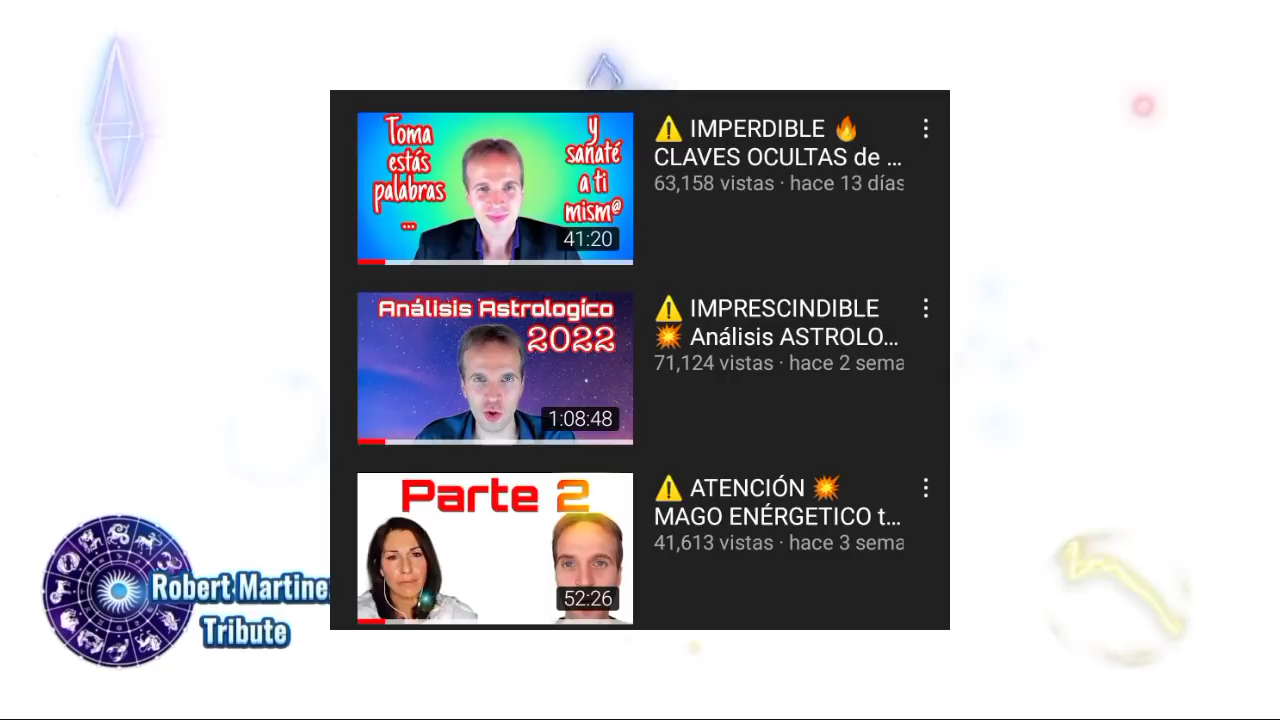 Toma
estás
palabras
...
y
sanaté
a ti
mism@
41:20
⚠️ IMPERDIBLE 🔥
CLAVES OCULTAS de ...
63,158 vistas · hace 13 días
Análisis Astrologíco
2022
1:08:48
⚠️ IMPRESCINDIBLE
💥 Análisis ASTROLO...
71,124 vistas · hace 2 sema
Parte 2
52:26
⚠️ ATENCIÓN 💥
MAGO ENÉRGETICO t...
41,613 vistas · hace 3 sema
Robert Martine
Tribute